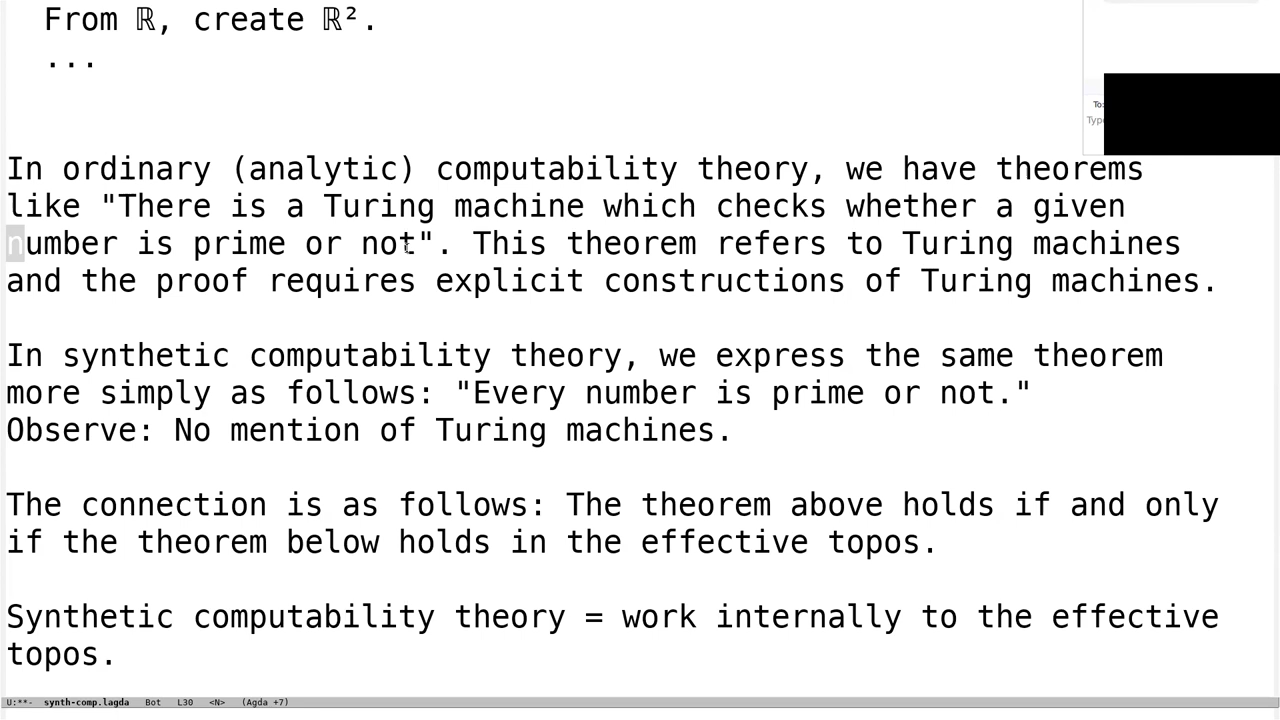 From ℝ, create ℝ².
...
To:
In ordinary (analytic) computability theory, we have theorems
like "There is a Turing machine which checks whether a given
number is prime or not". This theorem refers to Turing machines
and the proof requires explicit constructions of Turing machines.
In synthetic computability theory, we express the same theorem
more simply as follows: "Every number is prime or not."
Observe: No mention of Turing machines.
The connection is as follows: The theorem above holds if and only
if the theorem below holds in the effective topos.
Synthetic computability theory = work internally to the effective
topos.
U:**- synth-comp.lagda Bot L30 <N> (Agda +7)